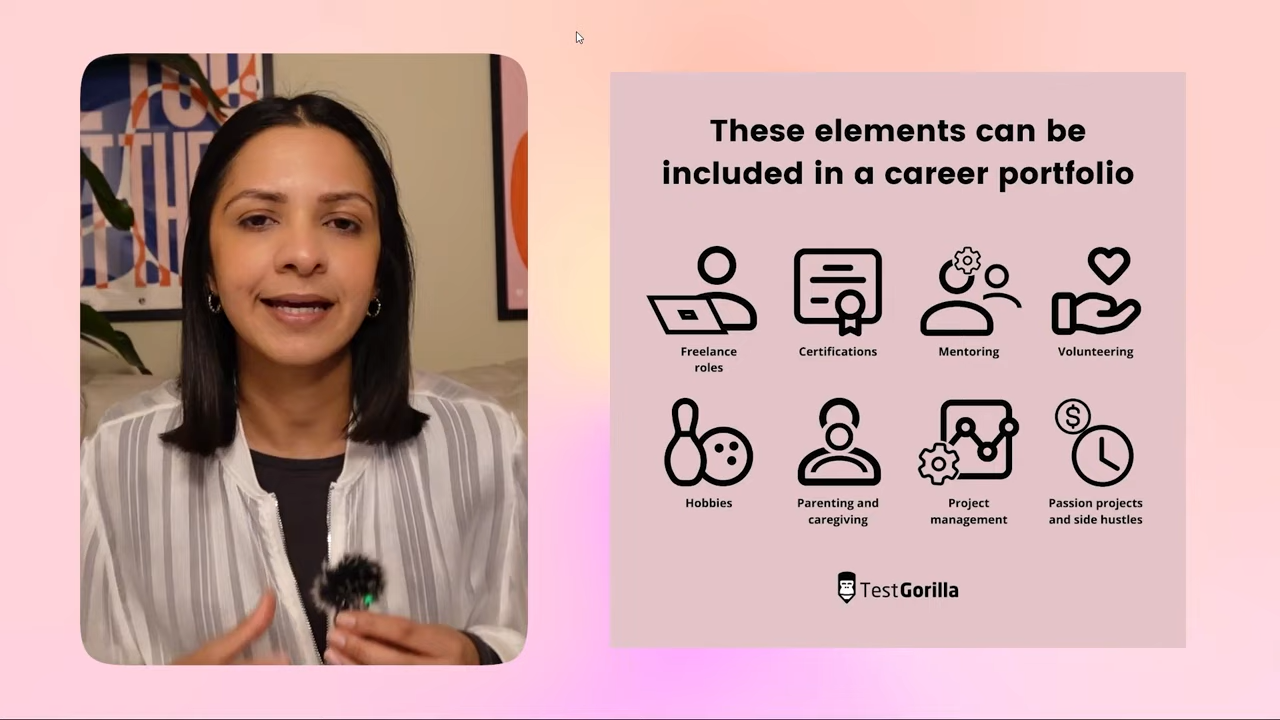 These elements can be
included in a career portfolio
Freelance
roles
Certifications
Mentoring
Volunteering
Hobbies
Parenting and
caregiving
Project
management
Passion projects
and side hustles
TestGorilla